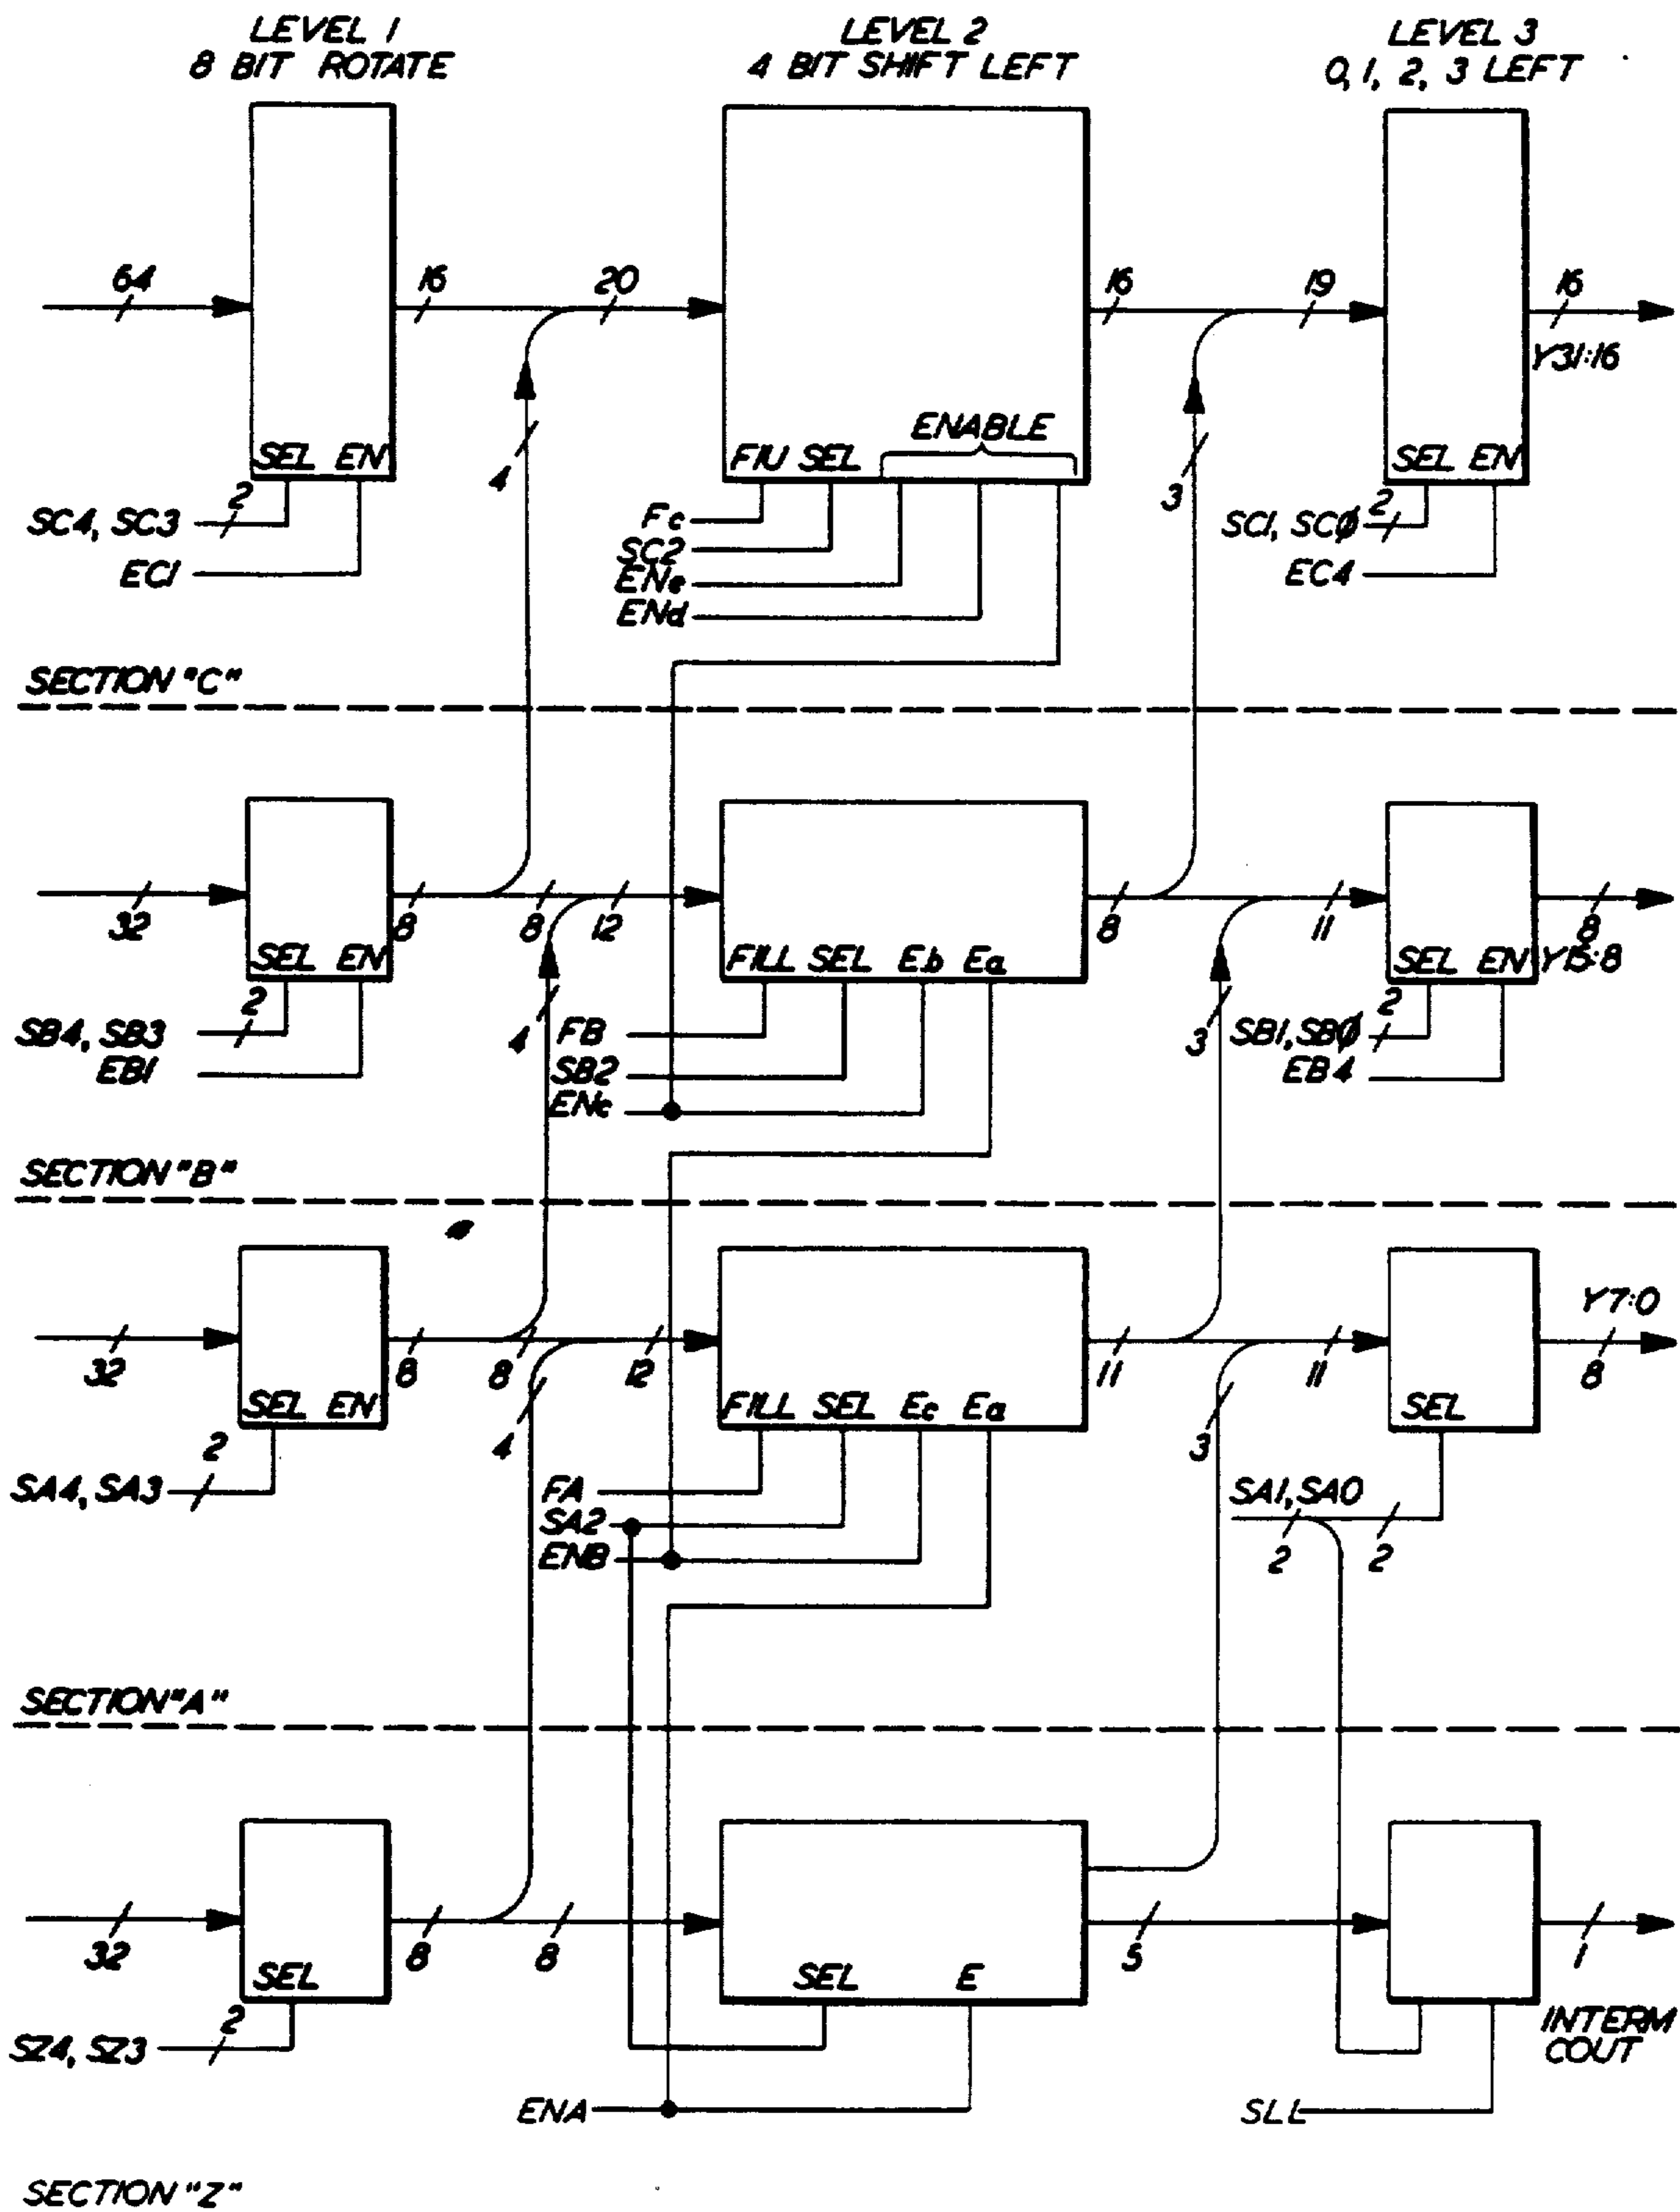 LEVEL 1
8 BIT ROTATE
LEVEL 2
4 BIT SHIFT LEFT
LEVEL 3
0, 1, 2, 3 LEFT
64
16
20
16
19
16
Y31:16
4
3
ENABLE
SEL EN
FIU SEL
SEL EN
2
SC4, SC3
EC1
Fc
SC2
ENe
ENd
2
SC1, SCØ
EC4
SECTION "C"
32
8
8
12
8
11
8
Y15:8
SEL EN
FILL SEL Eb Ea
SEL EN
2
SB4, SB3
EB1
4
FB
SB2
ENc
3
2
SB1, SBØ
EB4
SECTION "B"
32
8
8
12
11
11
Y7:0
8
SEL EN
FILL SEL Ec Ea
SEL
2
SA4, SA3
4
FA
SA2
ENB
3
SA1, SA0
2
2
SECTION "A"
32
8
8
5
1
SEL
SEL E
INTERM
COUT
2
SZ4, SZ3
ENA
SLL
SECTION "Z"